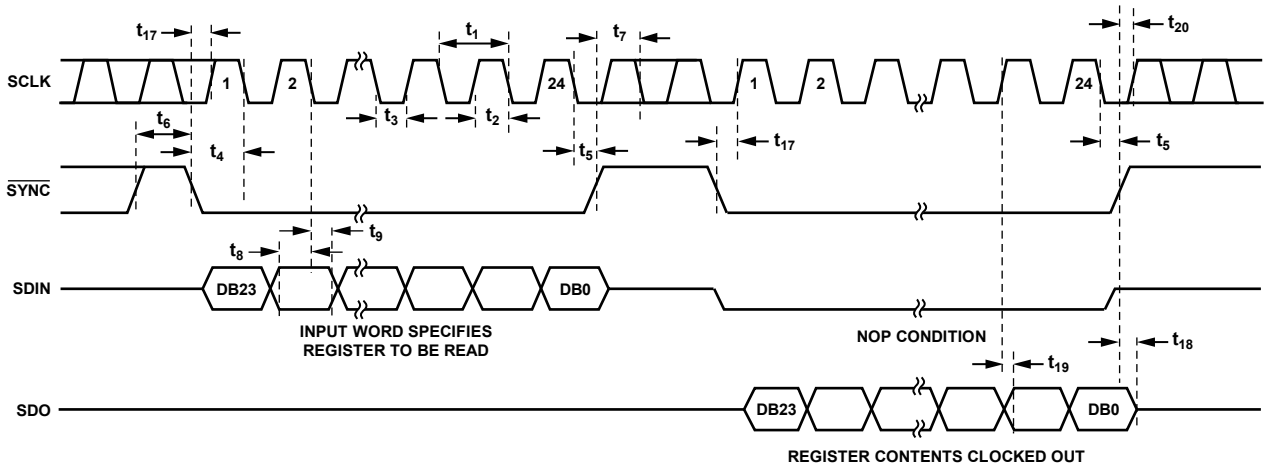 t17
t1
t7
t20
SCLK
1
2
24
1
2
24
t3
t2
t6
t4
t5
t17
t5
SYNC
t8
t9
SDIN
DB23
DB0
INPUT WORD SPECIFIES
REGISTER TO BE READ
NOP CONDITION
t18
t19
SDO
DB23
DB0
REGISTER CONTENTS CLOCKED OUT